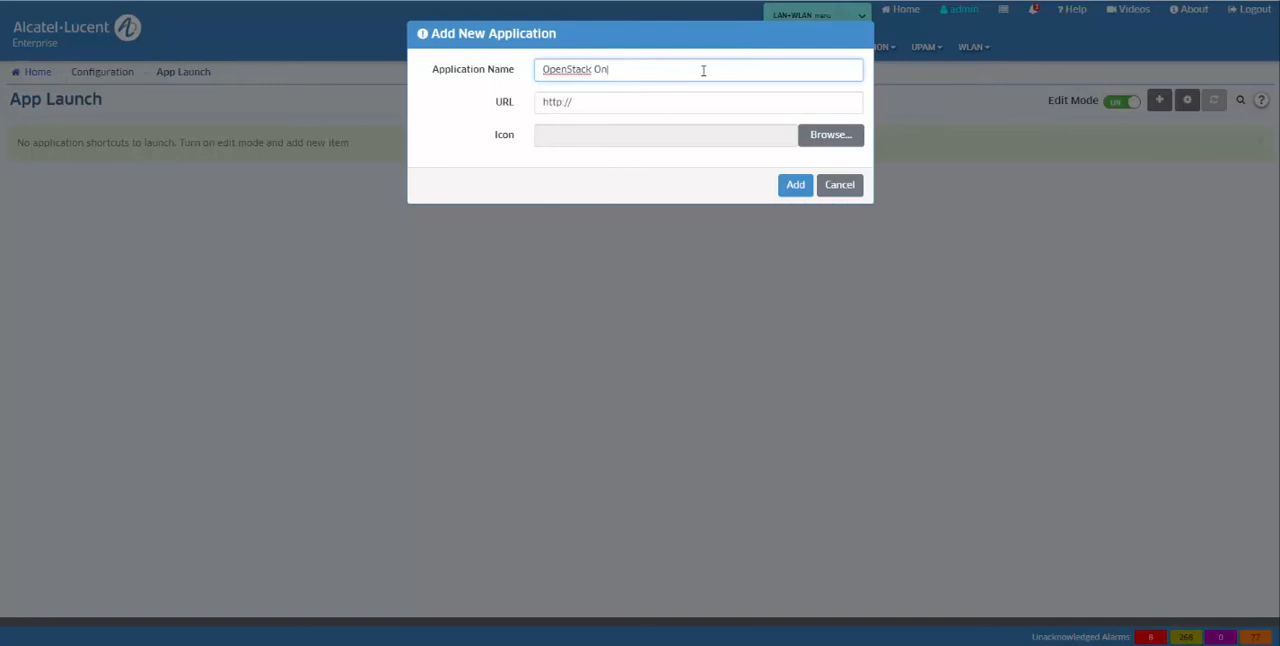 Alcatel-Lucent
Enterprise
LAN+WLAN menu
Home
admin
Help
Videos
About
Logout
ION
UPAM
WLAN
Home
Configuration
App Launch
App Launch
Edit Mode
No application shortcuts to launch. Turn on edit mode and add new item
Add New Application
Application Name
OpenStack On
URL
http://
Icon
Browse...
Add
Cancel
Unacknowledged Alarms:
8
268
0
77